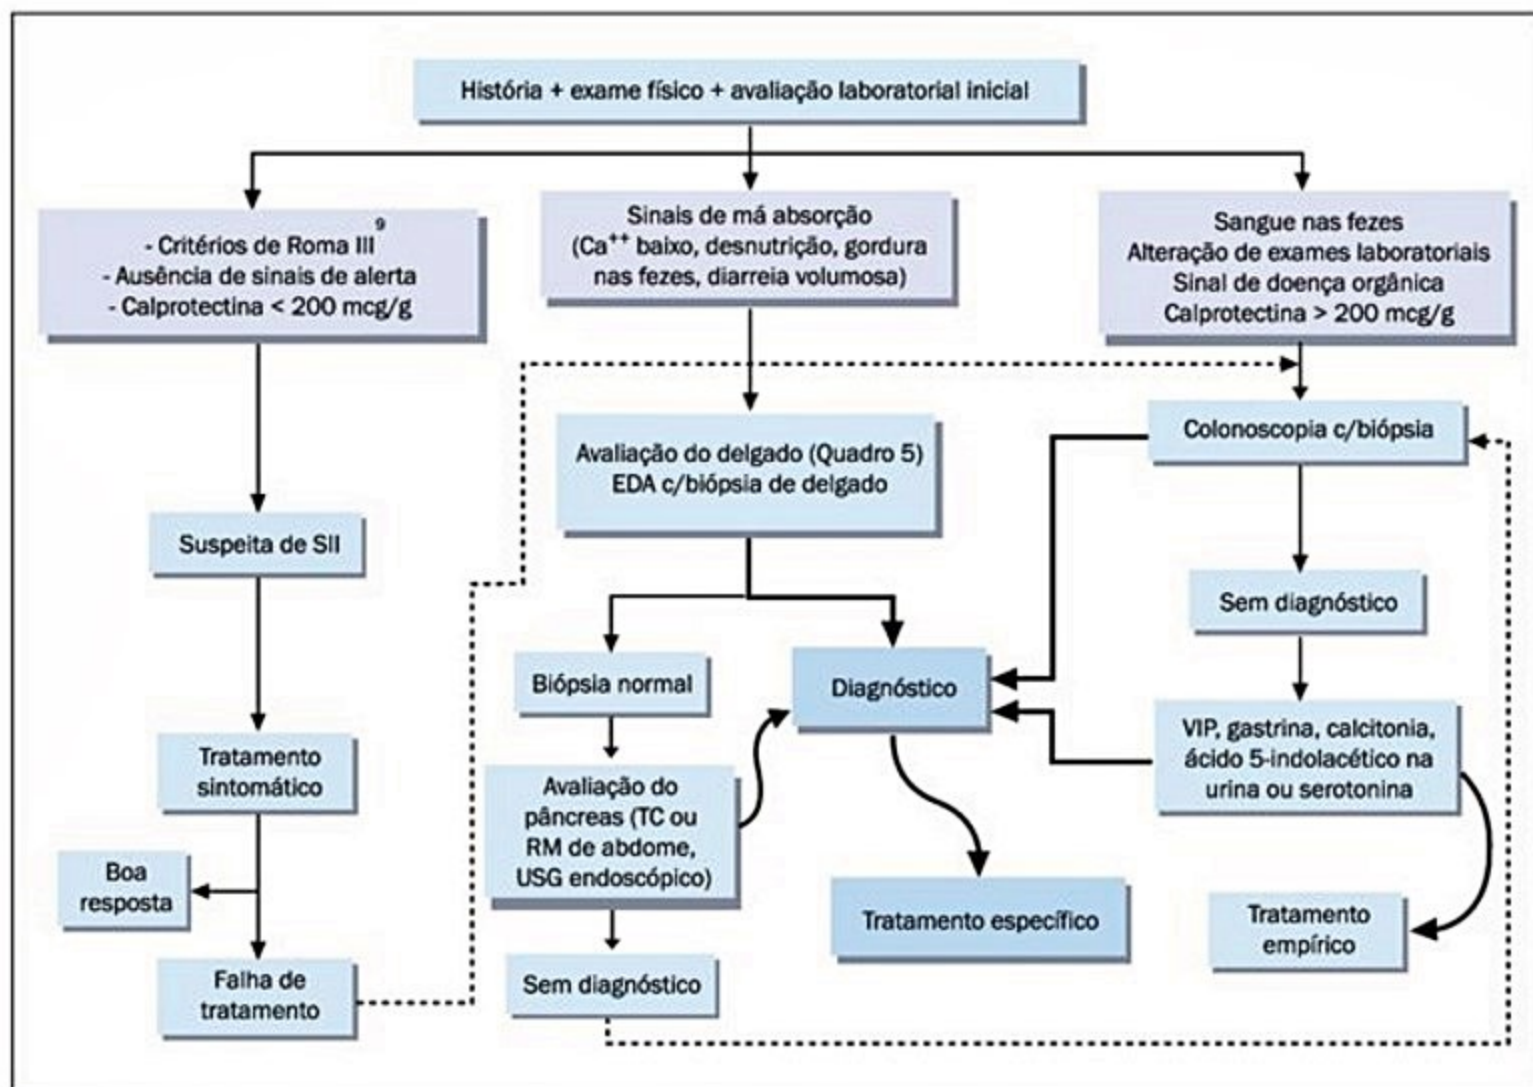 História + exame físico + avaliação laboratorial inicial
- Critérios de Roma III⁹
- Ausência de sinais de alerta
- Calprotectina < 200 mcg/g
Suspeita de SII
Tratamento
sintomático
Boa
resposta
Falha de
tratamento
Sinais de má absorção
(Ca⁺⁺ baixo, desnutrição, gordura
nas fezes, diarreia volumosa)
Avaliação do delgado (Quadro 5)
EDA c/biópsia de delgado
Biópsia normal
Avaliação do
pâncreas (TC ou
RM de abdome,
USG endoscópico)
Sem diagnóstico
Diagnóstico
Tratamento específico
Sangue nas fezes
Alteração de exames laboratoriais
Sinal de doença orgânica
Calprotectina > 200 mcg/g
Colonoscopia c/biópsia
Sem diagnóstico
VIP, gastrina, calcitonia,
ácido 5-indolacético na
urina ou serotonina
Tratamento
empírico